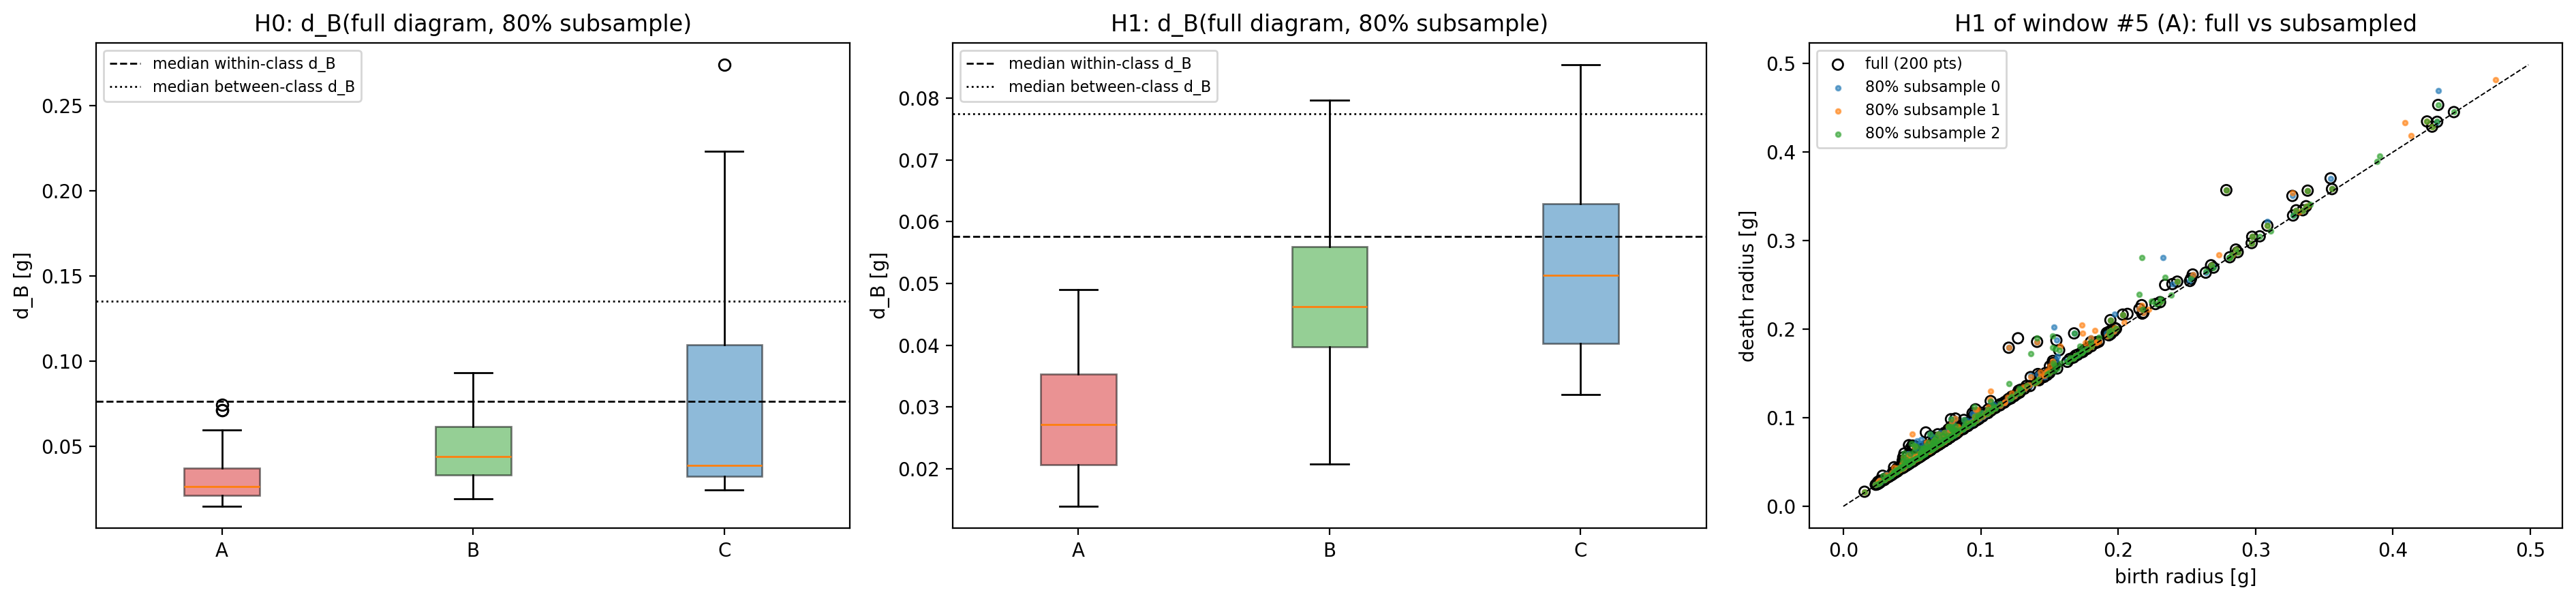 H0: d_B(full diagram, 80% subsample)
median within-class d_B
median between-class d_B
d_B [g]
0.25
0.20
0.15
0.10
0.05
A
B
C
H1: d_B(full diagram, 80% subsample)
median within-class d_B
median between-class d_B
d_B [g]
0.08
0.07
0.06
0.05
0.04
0.03
0.02
A
B
C
H1 of window #5 (A): full vs subsampled
full (200 pts)
80% subsample 0
80% subsample 1
80% subsample 2
death radius [g]
0.5
0.4
0.3
0.2
0.1
0.0
0.0
0.1
0.2
0.3
0.4
0.5
birth radius [g]